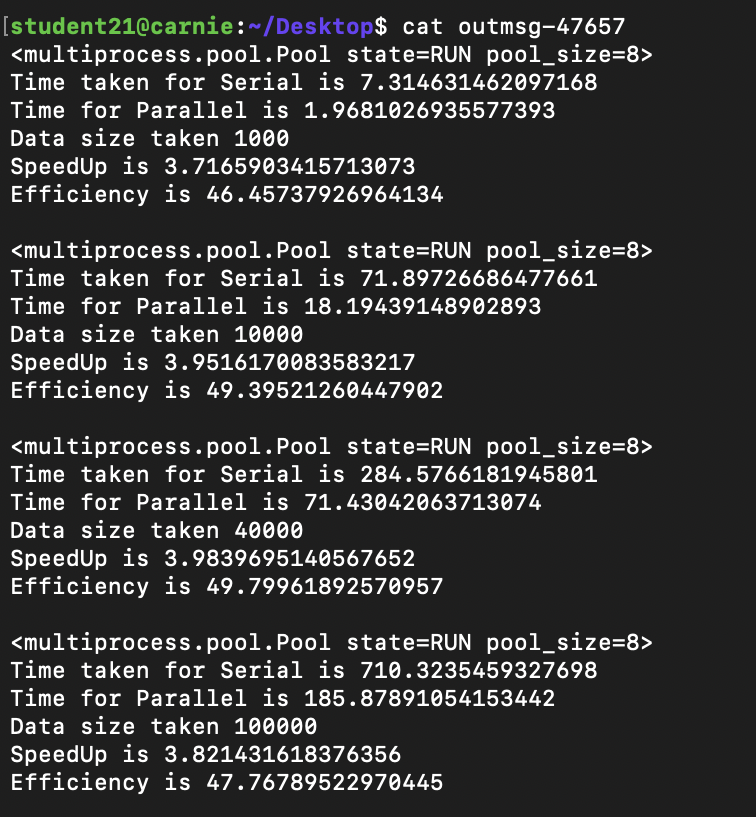 [student21@carnie:~/Desktop$ cat outmsg-47657
<multiprocess.pool.Pool state=RUN pool_size=8>
Time taken for Serial is 7.314631462097168
Time for Parallel is 1.9681026935577393
Data size taken 1000
SpeedUp is 3.7165903415713073
Efficiency is 46.45737926964134
<multiprocess.pool.Pool state=RUN pool_size=8>
Time taken for Serial is 71.89726686477661
Time for Parallel is 18.19439148902893
Data size taken 10000
SpeedUp is 3.9516170083583217
Efficiency is 49.39521260447902
<multiprocess.pool.Pool state=RUN pool_size=8>
Time taken for Serial is 284.5766181945801
Time for Parallel is 71.43042063713074
Data size taken 40000
SpeedUp is 3.9839695140567652
Efficiency is 49.79961892570957
<multiprocess.pool.Pool state=RUN pool_size=8>
Time taken for Serial is 710.3235459327698
Time for Parallel is 185.87891054153442
Data size taken 100000
SpeedUp is 3.821431618376356
Efficiency is 47.76789522970445